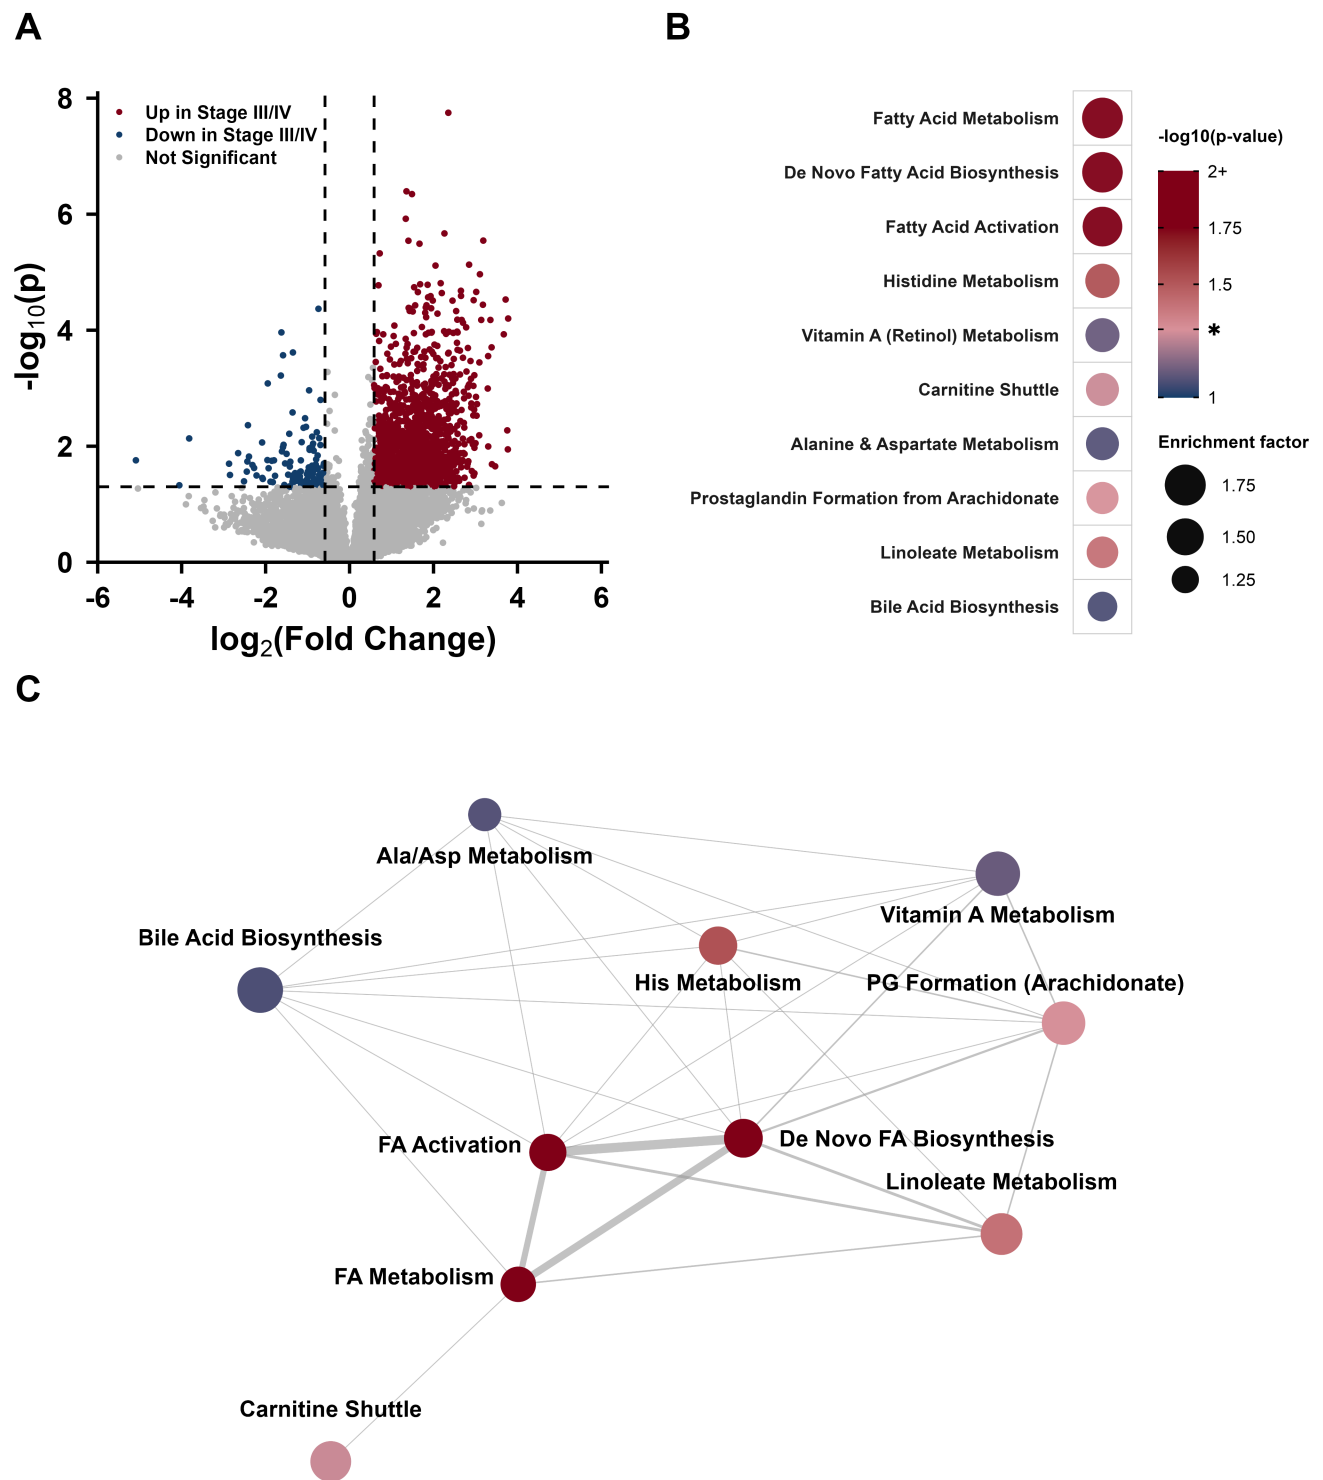 A
B
8
6
4
2
0
-log10(p)
Up in Stage III/IV
Down in Stage III/IV
Not Significant
-6 -4 -2 0 2 4 6
log2(Fold Change)
Fatty Acid Metabolism
De Novo Fatty Acid Biosynthesis
Fatty Acid Activation
Histidine Metabolism
Vitamin A (Retinol) Metabolism
Carnitine Shuttle
Alanine & Aspartate Metabolism
Prostaglandin Formation from Arachidonate
Linoleate Metabolism
Bile Acid Biosynthesis
-log10(p-value)
2+
1.75
1.5
*
1
Enrichment factor
1.75
1.50
1.25
C
Ala/Asp Metabolism
Vitamin A Metabolism
Bile Acid Biosynthesis
His Metabolism
PG Formation (Arachidonate)
FA Activation
De Novo FA Biosynthesis
Linoleate Metabolism
FA Metabolism
Carnitine Shuttle